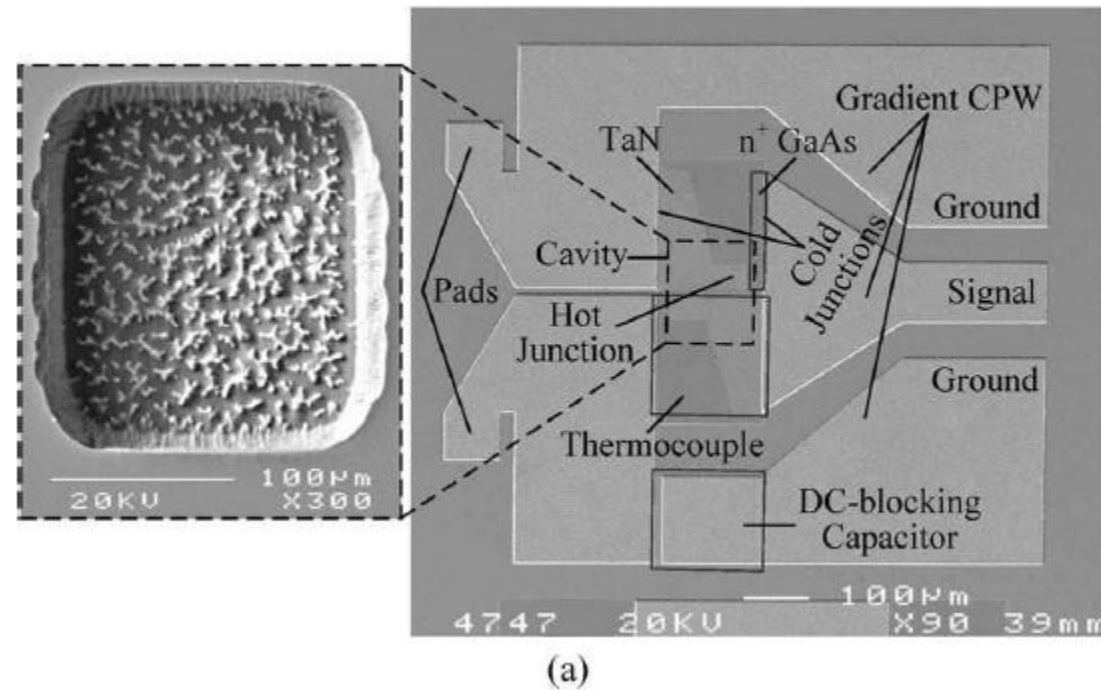 100µm
20KV X300
Pads
TaN
n⁺ GaAs
Gradient CPW
Cavity
Hot
Junction
Cold
Junctions
Ground
Signal
Ground
Thermocouple
DC-blocking
Capacitor
100µm
4747 20KV X90 39mm
(a)